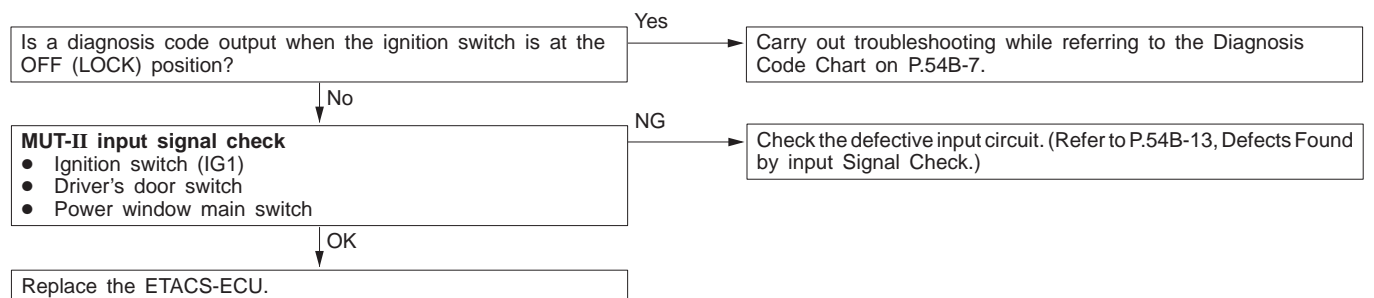 Yes
Is a diagnosis code output when the ignition switch is at the
OFF (LOCK) position?
Carry out troubleshooting while referring to the Diagnosis
Code Chart on P.54B-7.
No
MUT-II input signal check
● Ignition switch (IG1)
● Driver's door switch
● Power window main switch
NG
Check the defective input circuit. (Refer to P.54B-13, Defects Found
by input Signal Check.)
OK
Replace the ETACS-ECU.